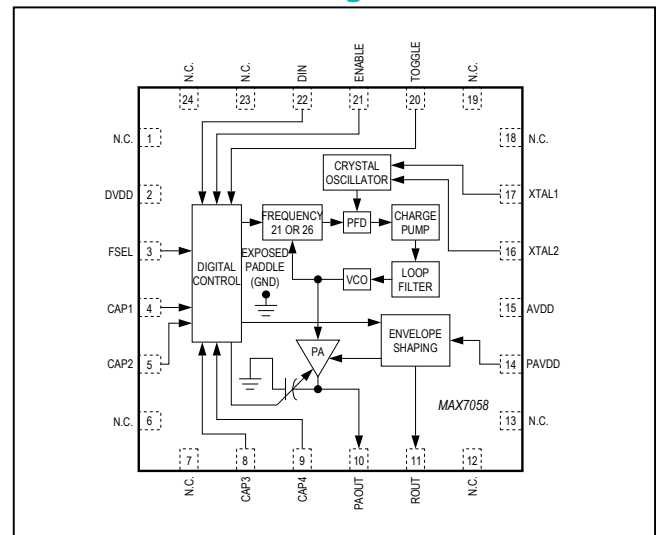 N.C.
N.C.
DIN
ENABLE
TOGGLE
N.C.
24
23
22
21
20
19
N.C.
1
18
N.C.
DVDD
2
17
XTAL1
FSEL
3
16
XTAL2
CAP1
4
15
AVDD
CAP2
5
14
PAVDD
N.C.
6
13
N.C.
CRYSTAL
OSCILLATOR
FREQUENCY
21 OR 26
PFD
CHARGE
PUMP
DIGITAL
CONTROL
EXPOSED
PADDLE
(GND)
VCO
LOOP
FILTER
PA
ENVELOPE
SHAPING
MAX7058
7
8
9
10
11
12
N.C.
CAP3
CAP4
PAOUT
ROUT
N.C.